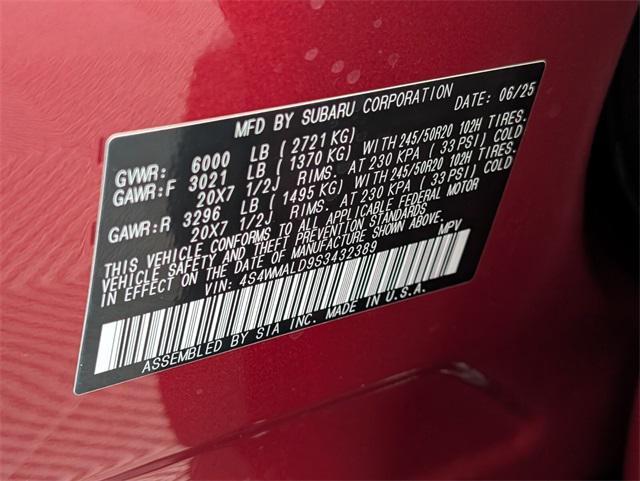 MFD BY SUBARU CORPORATION DATE: 06/25
GVWR: 6000 LB ( 2721 KG)
GAWR:F 3021 LB ( 1370 KG) WITH 245/50R20 102H TIRES.
20X7 1/2J RIMS. AT 230 KPA ( 33 PSI) COLD
GAWR:R 3296 LB ( 1495 KG) WITH 245/50R20 102H TIRES.
20X7 1/2J RIMS. AT 230 KPA ( 33 PSI) COLD
THIS VEHICLE CONFORMS TO ALL APPLICABLE FEDERAL MOTOR
VEHICLE SAFETY AND THEFT PREVENTION STANDARDS
IN EFFECT ON THE DATE OF MANUFACTURE SHOWN ABOVE.
VIN: 4S4WMALD9S3432389 MPV
ASSEMBLED BY SIA INC. MADE IN U.S.A.